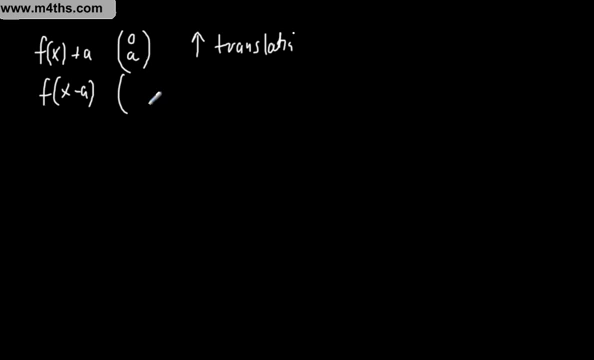 www.m4ths.com
f(x)+a (0 a) ↑ translati
f(x-a) (